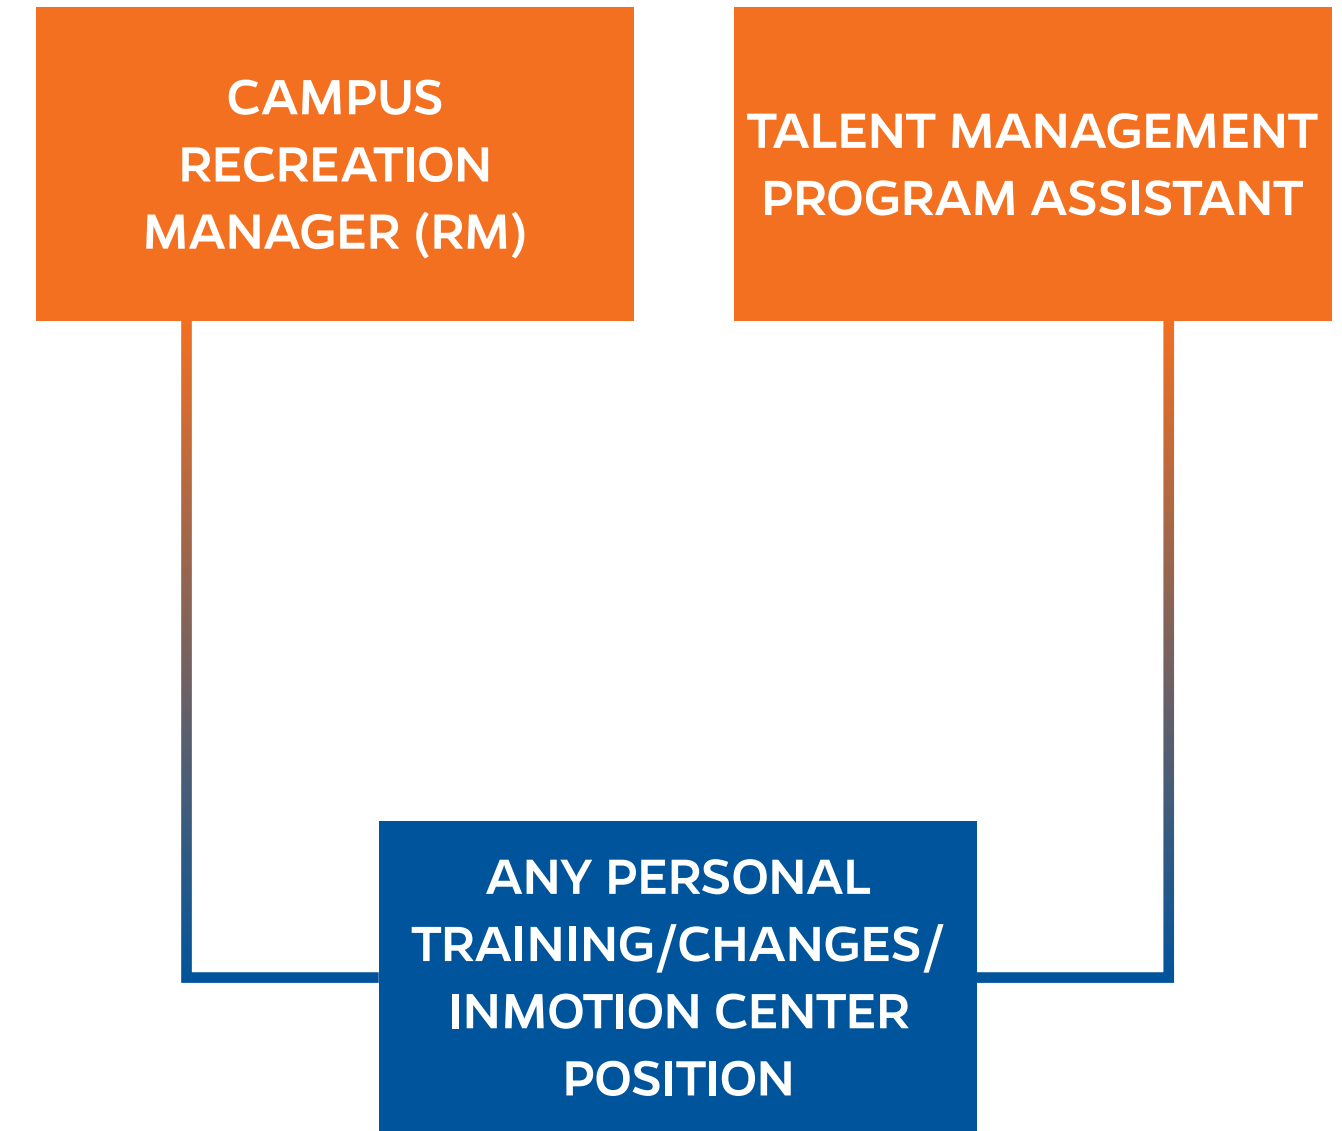 CAMPUS
RECREATION
MANAGER (RM)
TALENT MANAGEMENT
PROGRAM ASSISTANT
ANY PERSONAL
TRAINING/CHANGES/
INMOTION CENTER
POSITION